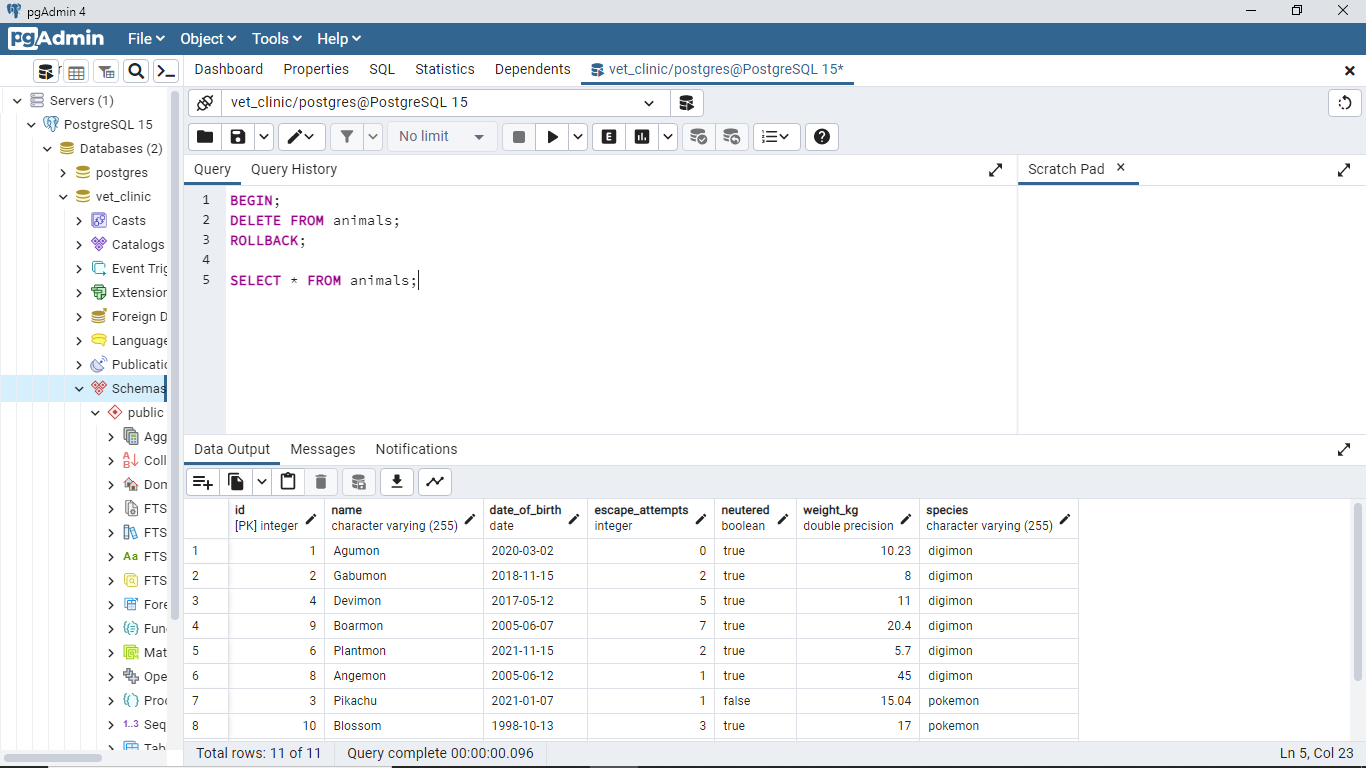 pgAdmin 4
pgAdmin File Object Tools Help
Dashboard Properties SQL Statistics Dependents vet_clinic/postgres@PostgreSQL 15*
Servers (1)
PostgreSQL 15
Databases (2)
postgres
vet_clinic
Casts
Catalogs
Event Trig
Extension
Foreign D
Language
Publicatio
Schemas
public
Agg
Coll
Dom
FTS
FTS
Aa FTS
FTS
Fore
Fun
Mat
Ope
Proc
1..3 Seq
Tab
vet_clinic/postgres@PostgreSQL 15
No limit
E
Query Query History
Scratch Pad
1 BEGIN;
2 DELETE FROM animals;
3 ROLLBACK;
4
5 SELECT * FROM animals;
Data Output Messages Notifications
id name date_of_birth escape_attempts neutered weight_kg species
[PK] integer character varying (255) date integer boolean double precision character varying (255)
1 1 Agumon 2020-03-02 0 true 10.23 digimon
2 2 Gabumon 2018-11-15 2 true 8 digimon
3 4 Devimon 2017-05-12 5 true 11 digimon
4 9 Boarmon 2005-06-07 7 true 20.4 digimon
5 6 Plantmon 2021-11-15 2 true 5.7 digimon
6 8 Angemon 2005-06-12 1 true 45 digimon
7 3 Pikachu 2021-01-07 1 false 15.04 pokemon
8 10 Blossom 1998-10-13 3 true 17 pokemon
Total rows: 11 of 11 Query complete 00:00:00.096 Ln 5, Col 23